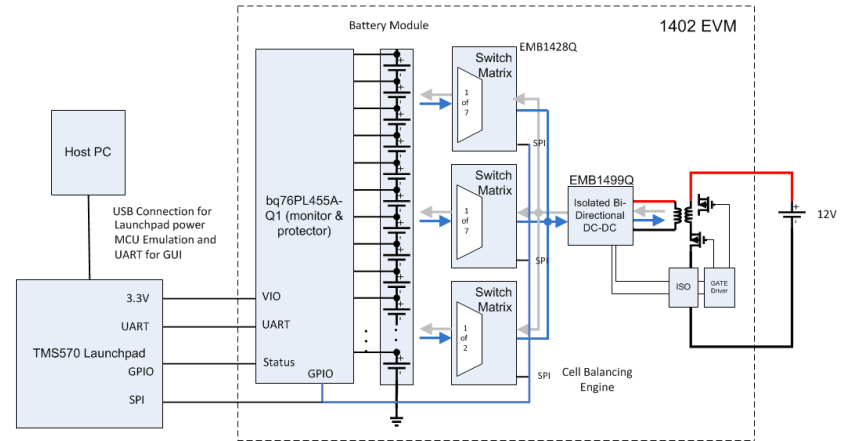 1402 EVM
Battery Module
EMB1428Q
Switch
Matrix
1
of
7
SPI
Host PC
bq76PL455A-
Q1 (monitor &
protector)
USB Connection for
Launchpad power
MCU Emulation and
UART for GUI
Switch
Matrix
1
of
7
SPI
EMB1499Q
Isolated Bi-
Directional
DC-DC
12V
ISO
GATE
Driver
3.3V
VIO
UART
UART
TMS570 Launchpad
GPIO
Status
GPIO
SPI
Switch
Matrix
1
of
2
SPI
Cell Balancing
Engine